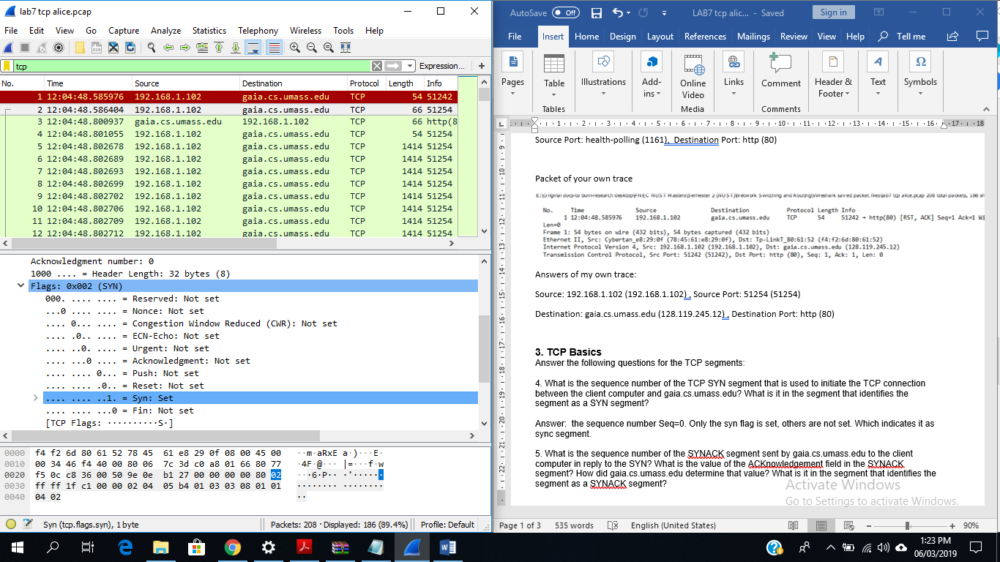 lab7 tcp alice.pcap
File Edit View Go Capture Analyze Statistics Telephony Wireless Tools Help
tcp
Expression... +
No. Time Source Destination Protocol Length Info
1 12:04:48.585976 192.168.1.102 gaia.cs.umass.edu TCP 54 51242
2 12:04:48.586404 192.168.1.102 gaia.cs.umass.edu TCP 66 51254
3 12:04:48.800937 gaia.cs.umass.edu 192.168.1.102 TCP 66 http(8
4 12:04:48.801055 192.168.1.102 gaia.cs.umass.edu TCP 54 51254
5 12:04:48.802678 192.168.1.102 gaia.cs.umass.edu TCP 1414 51254
6 12:04:48.802689 192.168.1.102 gaia.cs.umass.edu TCP 1414 51254
7 12:04:48.802693 192.168.1.102 gaia.cs.umass.edu TCP 1414 51254
8 12:04:48.802699 192.168.1.102 gaia.cs.umass.edu TCP 1414 51254
9 12:04:48.802702 192.168.1.102 gaia.cs.umass.edu TCP 1414 51254
10 12:04:48.802706 192.168.1.102 gaia.cs.umass.edu TCP 1414 51254
11 12:04:48.802709 192.168.1.102 gaia.cs.umass.edu TCP 1414 51254
12 12:04:48.802712 192.168.1.102 gaia.cs.umass.edu TCP 1414 51254
Acknowledgment number: 0
1000 .... = Header Length: 32 bytes (8)
Flags: 0x002 (SYN)
000. .... .... = Reserved: Not set
...0 .... .... = Nonce: Not set
.... 0... .... = Congestion Window Reduced (CWR): Not set
.... .0.. .... = ECN-Echo: Not set
.... ..0. .... = Urgent: Not set
.... ...0 .... = Acknowledgment: Not set
.... .... 0... = Push: Not set
.... .... .0.. = Reset: Not set
.... .... ..1. = Syn: Set
.... .... ...0 = Fin: Not set
[TCP Flags: ··········S·]
0000 f4 f2 6d 80 61 52 78 45 61 e8 29 0f 08 00 45 00 ··m·aRxE a·)···E·
0010 00 34 46 f4 40 00 80 06 7c 3d c0 a8 01 66 80 77 ·4F·@··· |=···f·w
0020 f5 0c c8 36 00 50 9e 0e b1 27 00 00 00 00 80 02 ···6·P·· ·'······
0030 ff ff 1f c1 00 00 02 04 05 b4 01 03 03 08 01 01 ········ ········
0040 04 02 ··
Syn (tcp.flags.syn), 1 byte
Packets: 208 · Displayed: 186 (89.4%)
Profile: Default
AutoSave Off
LAB7 tcp alic... - Saved
Sign in
File Insert Home Design Layout References Mailings Review View Help Tell me
Pages
Table
Illustrations
Add-ins
Online Video
Links
Comment
Header & Footer
Text
Symbols
Tables
Media
Comments
1 2 3 4 5 6 7 8 9 10 11 12 13 14 15 16 17 18
9 10 11 12 13 14 15 16 17 18 19 20 21 22
Source Port: health-polling (1161), Destination Port: http (80)
Packet of your own trace
E:\Original docs-to burn-research desktop\PNEC NUST Masters\Semester 2 (NUST)\Network Switching and Routing\Wireshark saved packet files\lab7 tcp alice.pcap 208 total packets, 186 sh
No. Time Source Destination Protocol Length Info
1 12:04:48.585976 192.168.1.102 gaia.cs.umass.edu TCP 54 51242 → http(80) [RST, ACK] Seq=1 Ack=1 Wi
Len=0
Frame 1: 54 bytes on wire (432 bits), 54 bytes captured (432 bits)
Ethernet II, Src: Cybertan_e8:29:0f (78:45:61:e8:29:0f), Dst: Tp-LinkT_80:61:52 (f4:f2:6d:80:61:52)
Internet Protocol Version 4, Src: 192.168.1.102 (192.168.1.102), Dst: gaia.cs.umass.edu (128.119.245.12)
Transmission Control Protocol, Src Port: 51242 (51242), Dst Port: http (80), Seq: 1, Ack: 1, Len: 0
Answers of my own trace:
Source: 192.168.1.102 (192.168.1.102) , Source Port: 51254 (51254)
Destination: gaia.cs.umass.edu (128.119.245.12) , Destination Port: http (80)
3. TCP Basics
Answer the following questions for the TCP segments:
4. What is the sequence number of the TCP SYN segment that is used to initiate the TCP connection
between the client computer and gaia.cs.umass.edu? What is it in the segment that identifies the
segment as a SYN segment?
Answer: the sequence number Seq=0. Only the syn flag is set, others are not set. Which indicates it as
sync segment.
5. What is the sequence number of the SYNACK segment sent by gaia.cs.umass.edu to the client
computer in reply to the SYN? What is the value of the ACKnowledgement field in the SYNACK
segment? How did gaia.cs.umass.edu determine that value? What is it in the segment that identifies the
segment as a SYNACK segment?
Activate Windows
Go to Settings to activate Windows.
Page 1 of 3 535 words English (United States) 90%
1:23 PM
06/03/2019